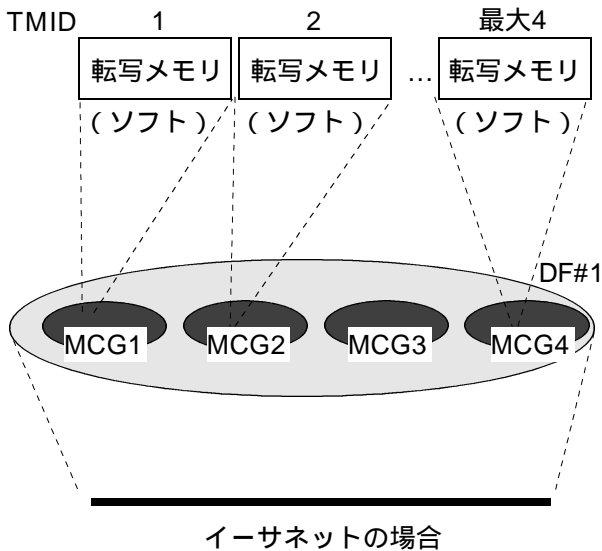 TMID 1 2 最大4
転写メモリ 転写メモリ … 転写メモリ
（ソフト） （ソフト） （ソフト）
DF#1
MCG1 MCG2 MCG3 MCG4
イーサネットの場合